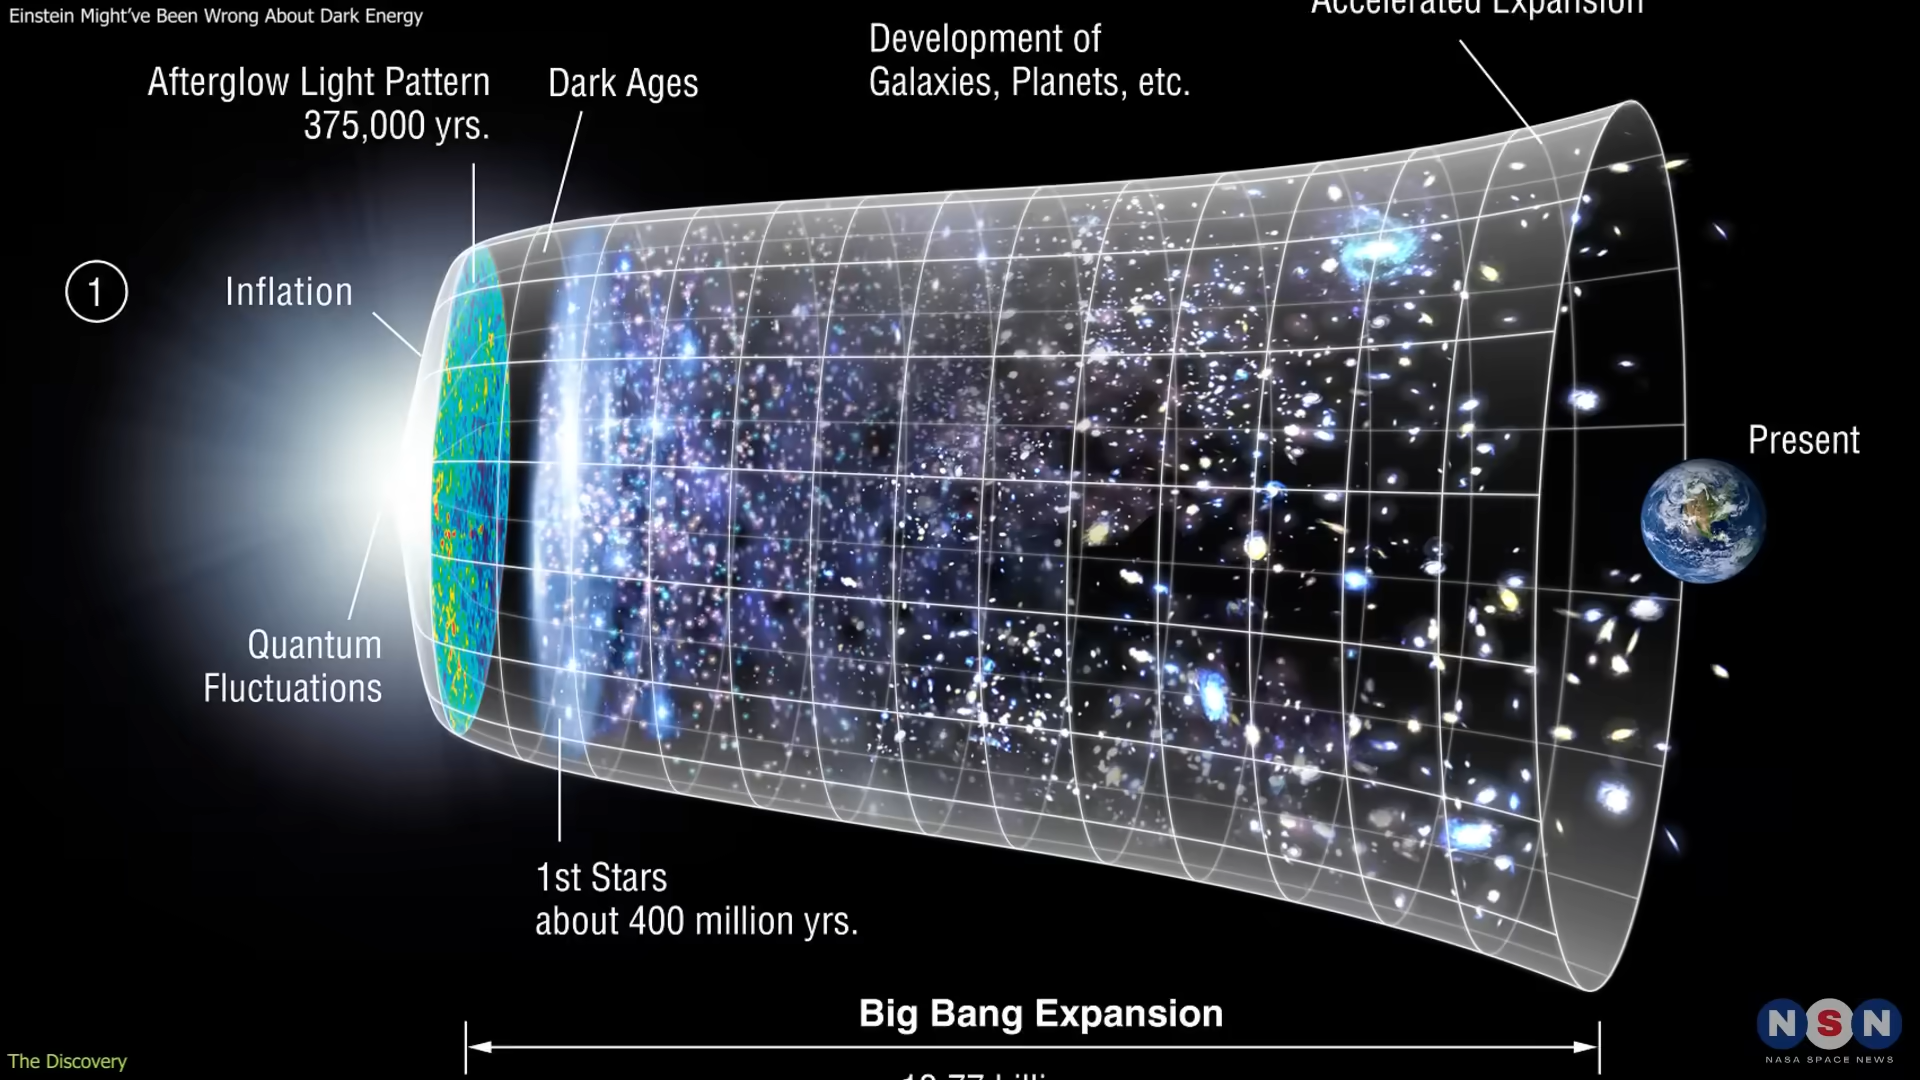 Einstein Might've Been Wrong About Dark Energy
Accelerated Expansion
Development of
Galaxies, Planets, etc.
Afterglow Light Pattern
375,000 yrs.
Dark Ages
1
Inflation
Present
Quantum
Fluctuations
1st Stars
about 400 million yrs.
Big Bang Expansion
The Discovery
NSN
NASA SPACE NEWS